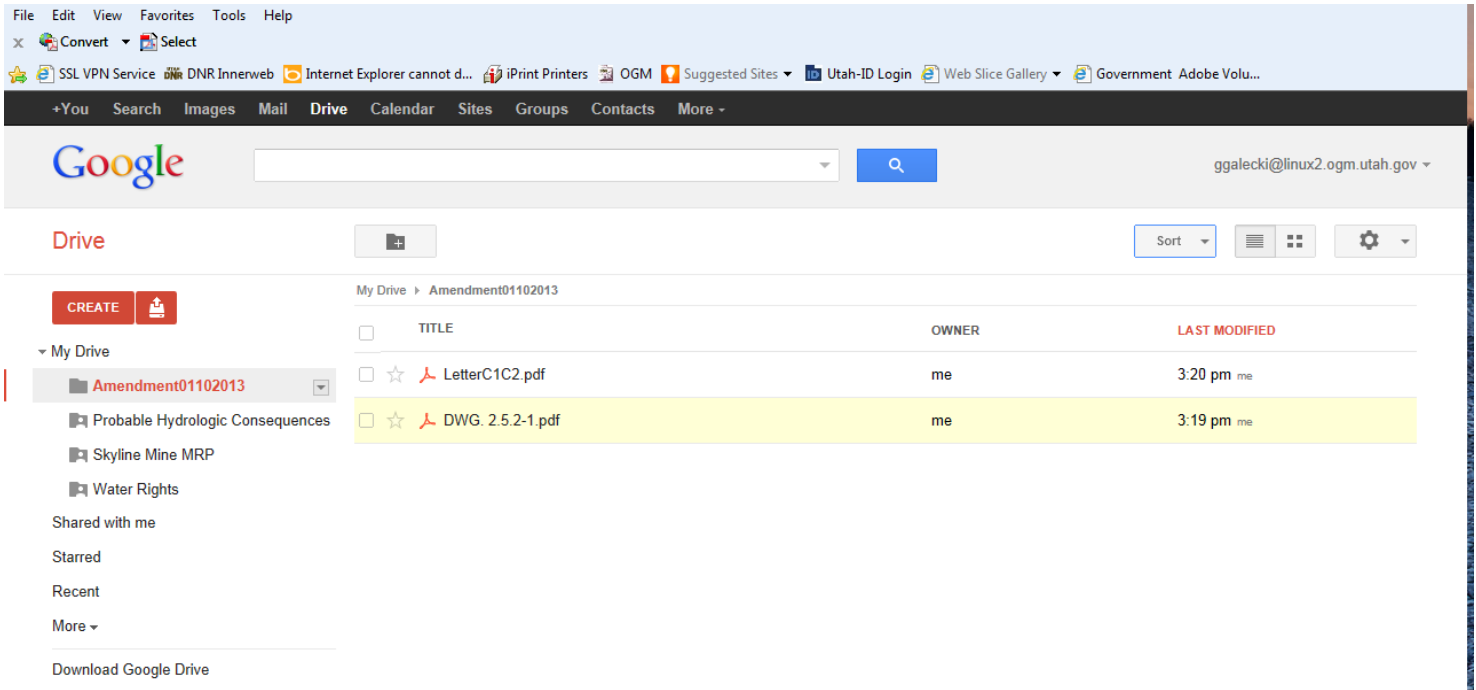 File Edit View Favorites Tools Help
x Convert Select
SSL VPN Service DNR Innerweb Internet Explorer cannot d... iPrint Printers OGM Suggested Sites Utah-ID Login Web Slice Gallery Government Adobe Volu...
+You Search Images Mail Drive Calendar Sites Groups Contacts More
Google
ggalecki@linux2.ogm.utah.gov
Drive
Sort
CREATE
My Drive
Amendment01102013
Probable Hydrologic Consequences
Skyline Mine MRP
Water Rights
Shared with me
Starred
Recent
More
Download Google Drive
My Drive Amendment01102013
TITLE OWNER LAST MODIFIED
LetterC1C2.pdf me 3:20 pm me
DWG. 2.5.2-1.pdf me 3:19 pm me